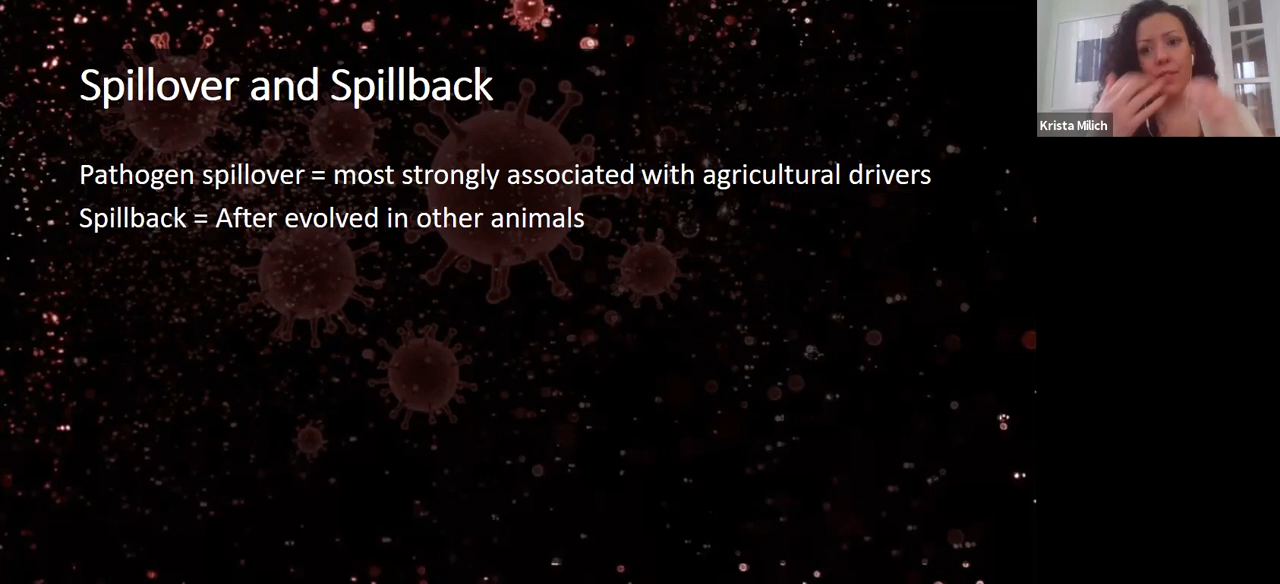 Spillover and Spillback
Pathogen spillover = most strongly associated with agricultural drivers
Spillback = After evolved in other animals
Krista Milich